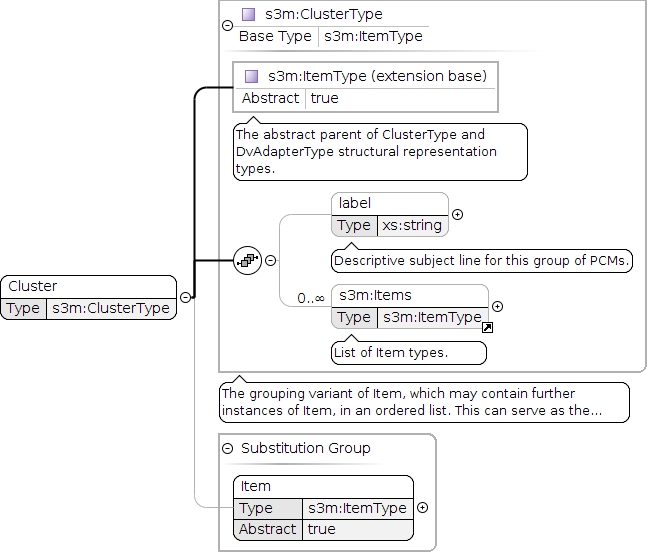 s3m:ClusterType
Base Type s3m:ItemType
s3m:ItemType (extension base)
Abstract true
The abstract parent of ClusterType and
DvAdapterType structural representation
types.
label
Type xs:string
Descriptive subject line for this group of PCMs.
Cluster
Type s3m:ClusterType
0..∞
s3m:Items
Type s3m:ItemType
List of Item types.
The grouping variant of Item, which may contain further
instances of Item, in an ordered list. This can serve as the...
Substitution Group
Item
Type s3m:ItemType
Abstract true